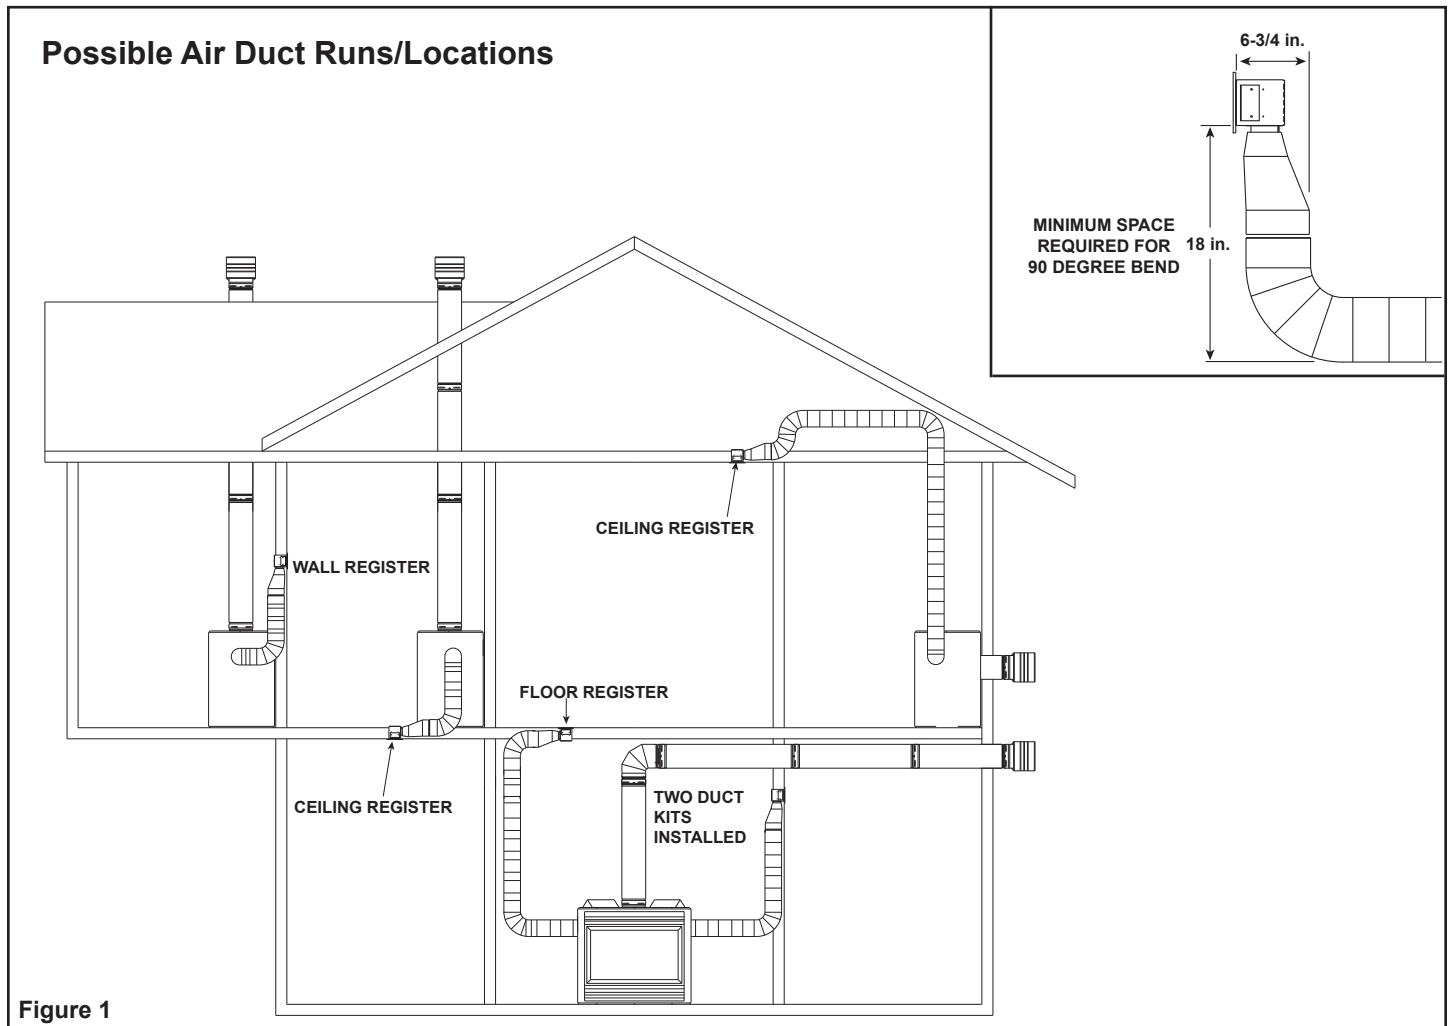 Possible Air Duct Runs/Locations
6-3/4 in.
MINIMUM SPACE
REQUIRED FOR
90 DEGREE BEND
18 in.
CEILING REGISTER
WALL REGISTER
FLOOR REGISTER
CEILING REGISTER
TWO DUCT
KITS
INSTALLED
Figure 1